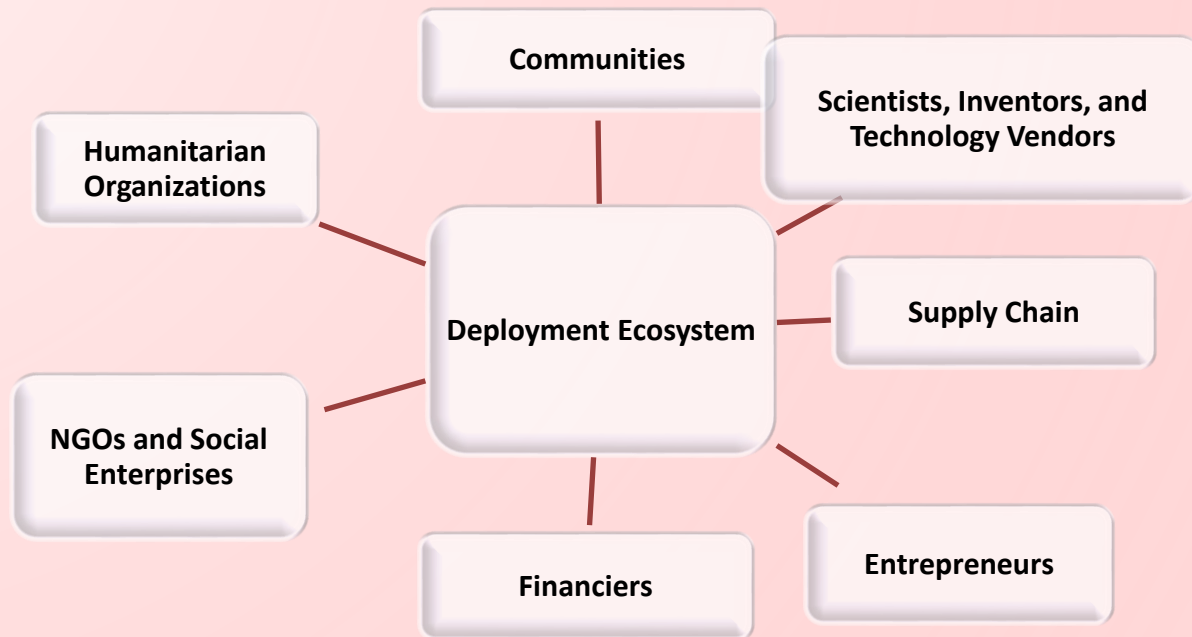 Communities
Scientists, Inventors, and
Technology Vendors
Humanitarian
Organizations
Supply Chain
Deployment Ecosystem
NGOs and Social
Enterprises
Entrepreneurs
Financiers